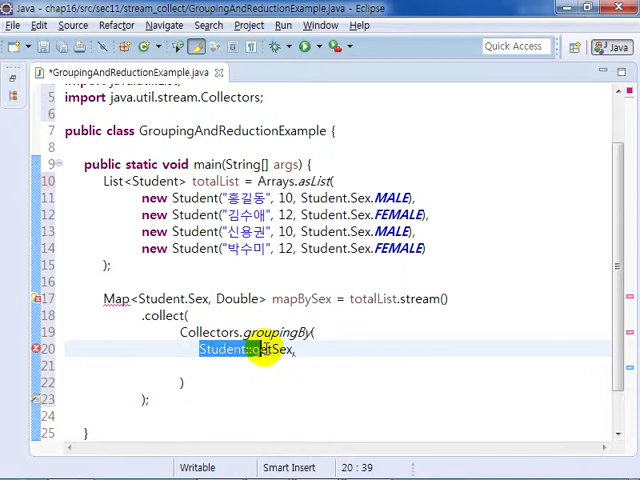 Java - chap16/src/sec11/stream_collect/GroupingAndReductionExample.java - Eclipse
File Edit Source Refactor Navigate Search Project Run Window Help
Quick Access
Java
*GroupingAndReductionExample.java
5 import java.util.stream.Collectors;
6
7 public class GroupingAndReductionExample {
8
9 public static void main(String[] args) {
10 List<Student> totalList = Arrays.asList(
11 new Student("홍길동", 10, Student.Sex.MALE),
12 new Student("김수애", 12, Student.Sex.FEMALE),
13 new Student("신용권", 10, Student.Sex.MALE),
14 new Student("박수미", 12, Student.Sex.FEMALE)
15 );
16
17 Map<Student.Sex, Double> mapBySex = totalList.stream()
18 .collect(
19 Collectors.groupingBy(
20 Student::getSex,
21
22 )
23 );
24
25 }
Writable Smart Insert 20 : 39